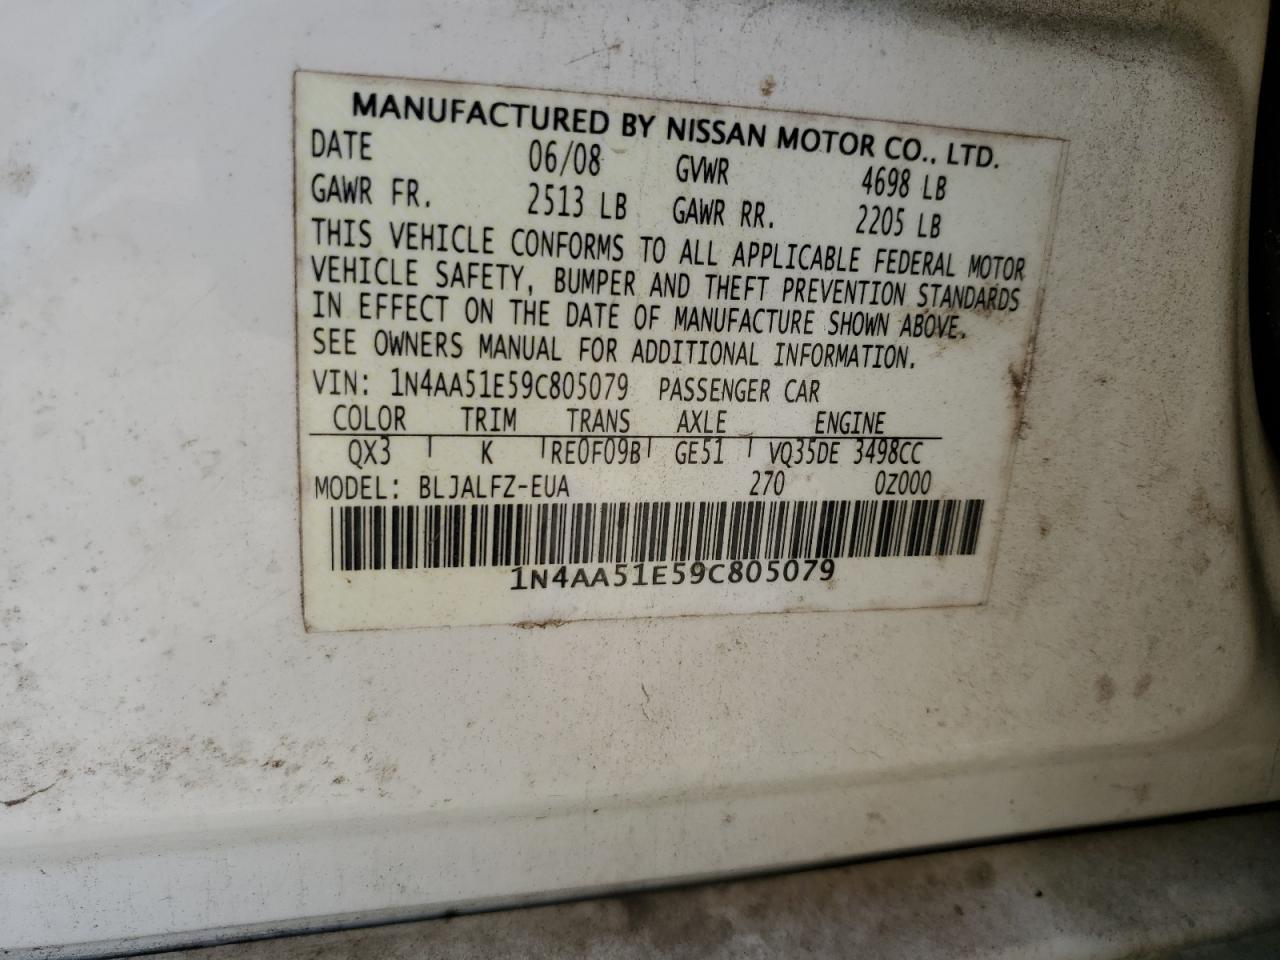 MANUFACTURED BY NISSAN MOTOR CO., LTD.
DATE 06/08 GVWR 4698 LB
GAWR FR. 2513 LB GAWR RR. 2205 LB
THIS VEHICLE CONFORMS TO ALL APPLICABLE FEDERAL MOTOR
VEHICLE SAFETY, BUMPER AND THEFT PREVENTION STANDARDS
IN EFFECT ON THE DATE OF MANUFACTURE SHOWN ABOVE.
SEE OWNERS MANUAL FOR ADDITIONAL INFORMATION.
VIN: 1N4AA51E59C805079 PASSENGER CAR
COLOR TRIM TRANS AXLE ENGINE
QX3 K RE0F09B GE51 VQ35DE 3498CC
MODEL: BLJALFZ-EUA 270 0Z000
1N4AA51E59C805079